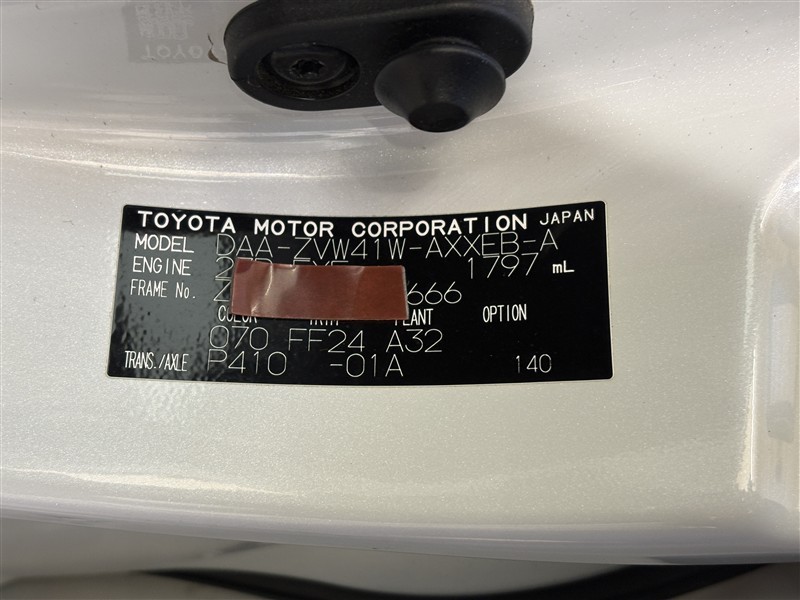 TOYOTA
TOYOTA MOTOR CORPORATION JAPAN
MODEL DAA-ZVW41W-AXXEB-A
ENGINE 1797 mL
FRAME No. 666
COLOR TRIM PLANT OPTION
070 FF24 A32
TRANS./AXLE P410 -01A 140